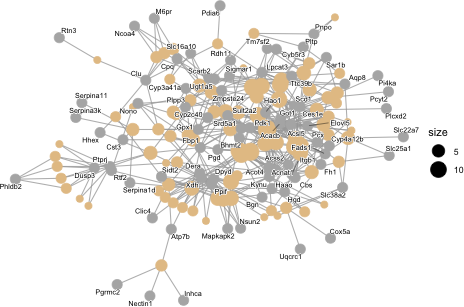 M6pr
Pdia6
Rtn3
Ncoa4
Pnpo
Slc16a10
Rdh11
Tm7sf2
Pltp
Cyb5r3
Cpq
Scarb2
Sigmar1
Lpcat3
Sar1b
Clu
Cyp3a41a
Ugt1a5
Ttc39b
Aqp8
Pi4ka
Serpina11
Plpp3
Zmpste24
Hao1
Scd1
Pcyt2
Serpina3k
Nono
Cyp2c40
Sult2a2
Got1
Ces1e
Plcxd2
Gpx1
Srd5a1
Pdk1
Elovl5
Slc22a7
Hhex
Cst3
Fbp1
Bhmt2
Acacb
Acsl5
Pcx
Cyp4a12b
Fads1
Slc25a1
Ptprj
Pgd
Acss2
Itgb1
Dusp3
Rtf2
Sidt2
Dera
Dpyd
Acot4
Acnat1
Fh1
Phldb2
Serpina1d
Xdh
Ppif
Kynu
Haao
Cbs
Slc38a2
Clic4
Bgn
Hgd
Atp7b
Mapkapk2
Nsun2
Cox5a
Uqcrc1
Pgrmc2
Nectin1
Inhca
size
5
10